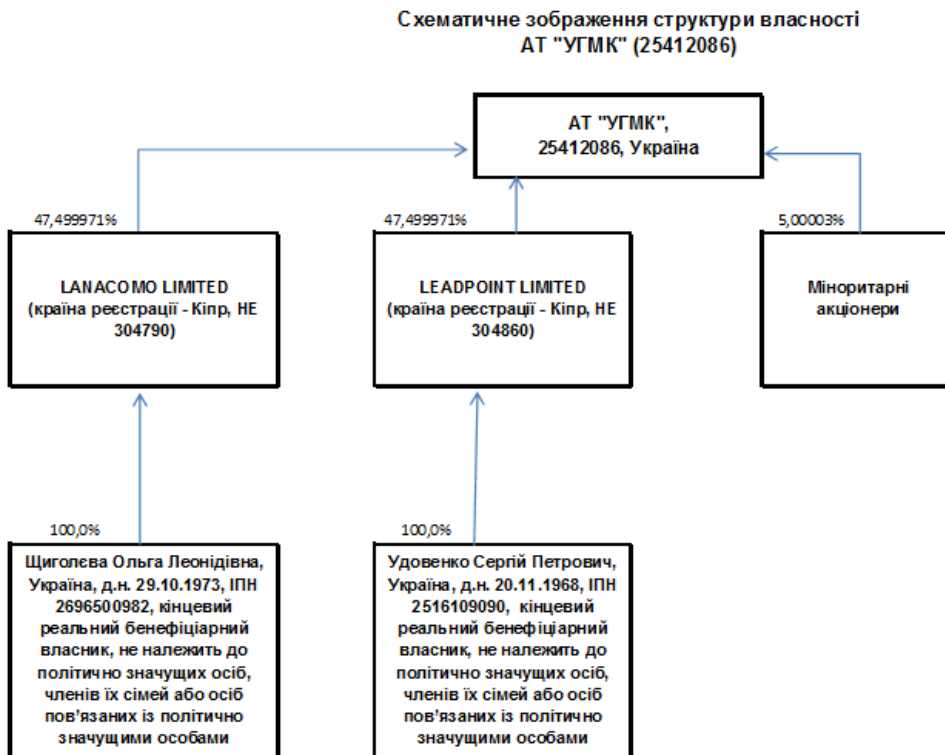 Схематичне зображення структури власності
АТ "УГМК" (25412086)
АТ "УГМК",
25412086, Україна
47,499971%
47,499971%
5,00003%
LANACOMO LIMITED
(країна реєстрації - Кіпр, НЕ
304790)
LEADPOINT LIMITED
(країна реєстрації - Кіпр, НЕ
304860)
Міноритарні
акціонери
100,0%
100,0%
Щиголєва Ольга Леонідівна,
Україна, д.н. 29.10.1973, ІПН
2696500982, кінцевий
реальний бенефіціарний
власник, не належить до
політично значущих осіб,
членів їх сімей або осіб
пов’язаних із політично
значущими особами
Удовенко Сергій Петрович,
Україна, д.н. 20.11.1968, ІПН
2516109090, кінцевий
реальний бенефіціарний
власник, не належить до
політично значущих осіб,
членів їх сімей або осіб
пов’язаних із політично
значущими особами